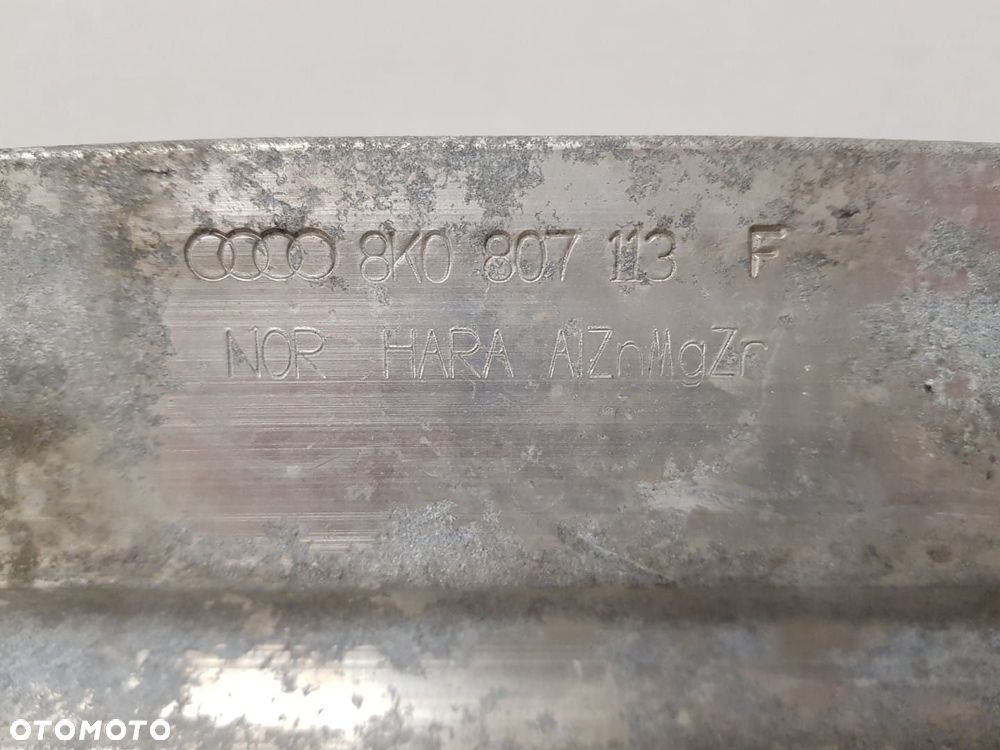 8K0 807 113 F
NOR HARA AlZnMgZr
OTOMOTO